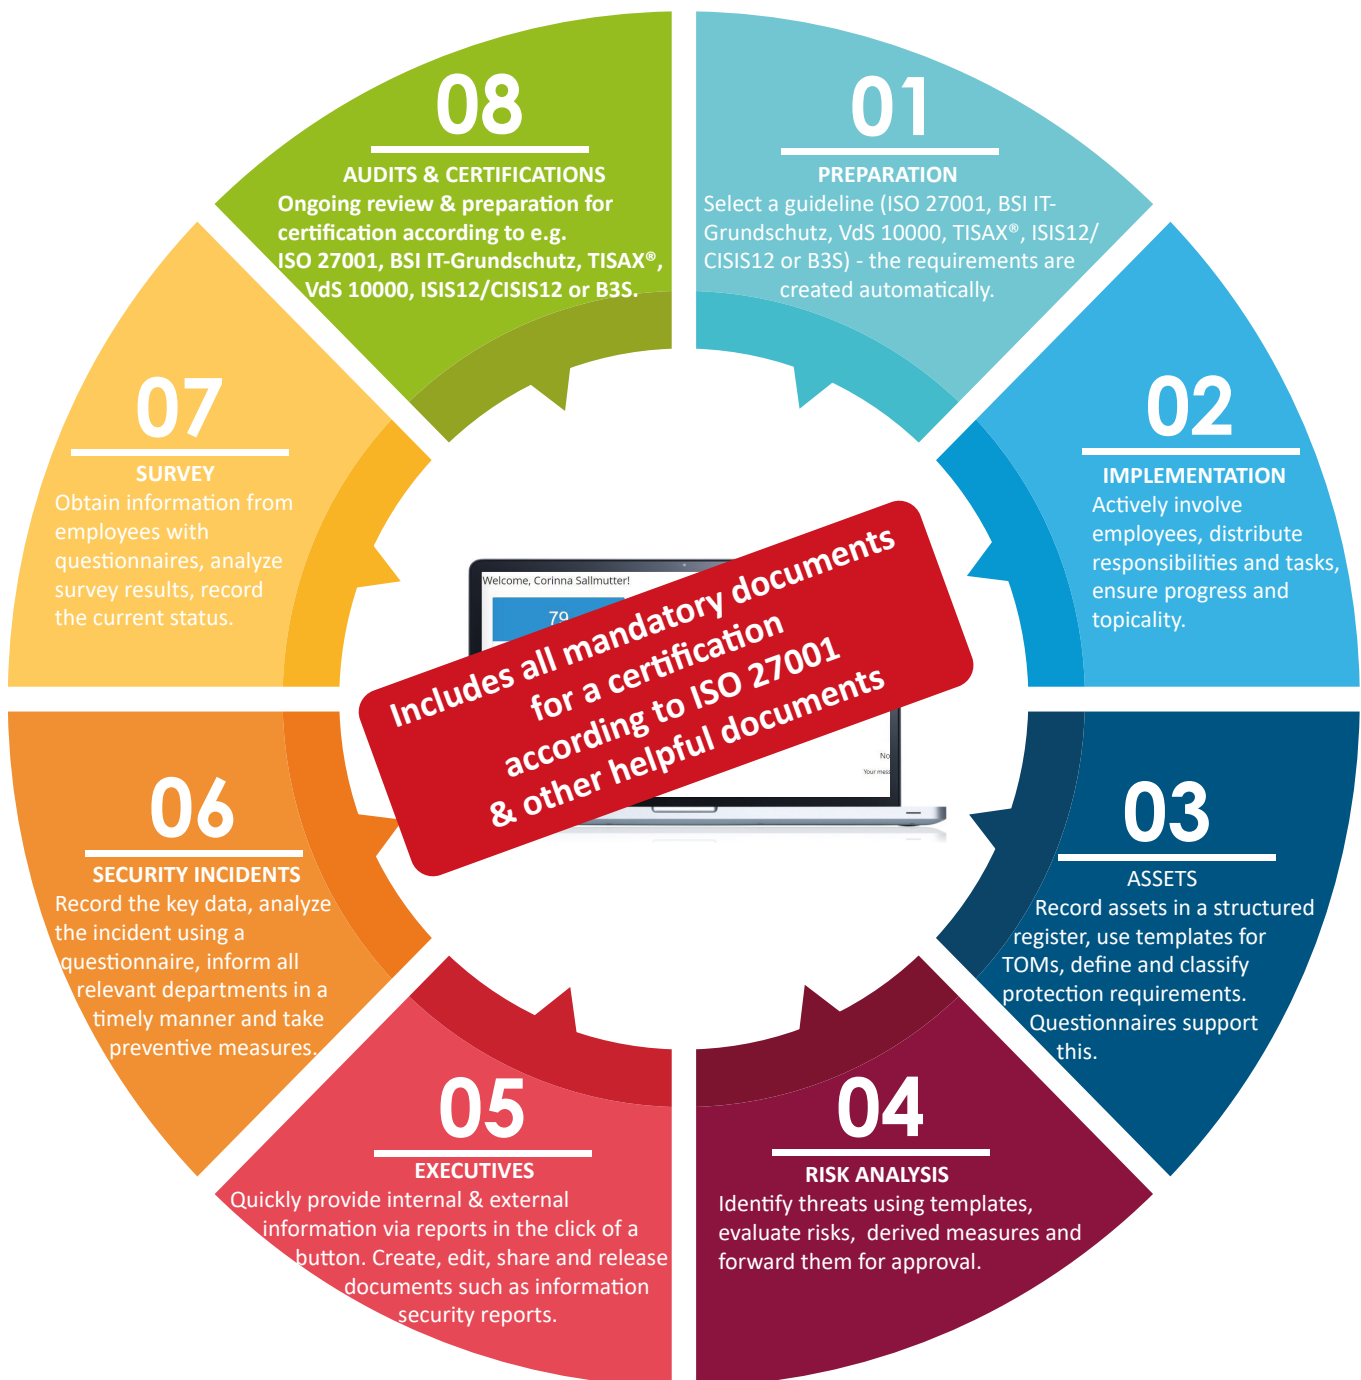 08
AUDITS & CERTIFICATIONS
Ongoing review & preparation for
certification according to e.g.
ISO 27001, BSI IT-Grundschutz, TISAX®,
VdS 10000, ISIS12/CISIS12 or B3S.
01
PREPARATION
Select a guideline (ISO 27001, BSI IT-
Grundschutz, VdS 10000, TISAX®, ISIS12/
CISIS12 or B3S) - the requirements are
created automatically.
02
IMPLEMENTATION
Actively involve
employees, distribute
responsibilities and tasks,
ensure progress and
topicality.
07
SURVEY
Obtain information from
employees with
questionnaires, analyze
survey results, record
the current status.
Welcome, Corinna Sallmutter!
79
Includes all mandatory documents
for a certification
according to ISO 27001
& other helpful documents
No
Your mess
03
ASSETS
Record assets in a structured
register, use templates for
TOMs, define and classify
protection requirements.
Questionnaires support
this.
06
SECURITY INCIDENTS
Record the key data, analyze
the incident using a
questionnaire, inform all
relevant departments in a
timely manner and take
preventive measures.
05
EXECUTIVES
Quickly provide internal & external
information via reports in the click of a
button. Create, edit, share and release
documents such as information
security reports.
04
RISK ANALYSIS
Identify threats using templates,
evaluate risks,  derived measures and
forward them for approval.